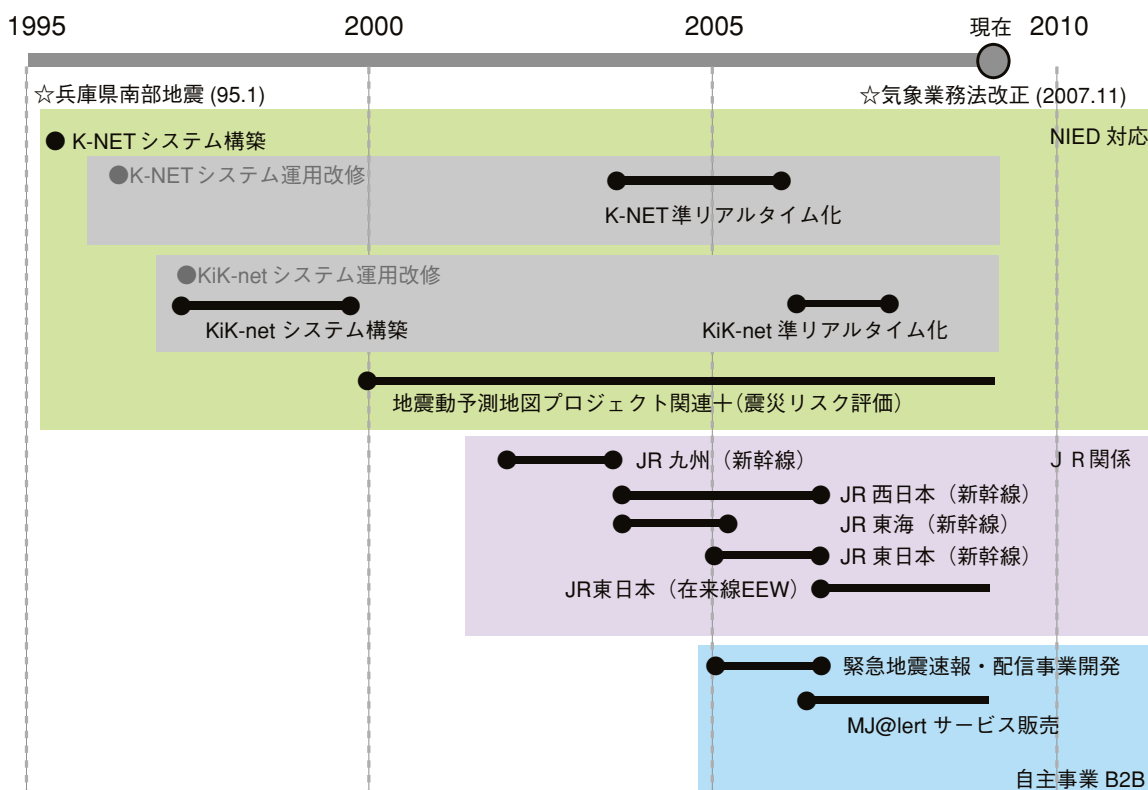 1995
2000
2005
現在
2010
☆兵庫県南部地震 (95.1)
☆気象業務法改正 (2007.11)
NIED 対応
● K-NET システム構築
●K-NETシステム運用改修
K-NET 準リアルタイム化
●KiK-net システム運用改修
KiK-net システム構築
KiK-net 準リアルタイム化
地震動予測地図プロジェクト関連＋(震災リスク評価)
JR 九州（新幹線）
ＪＲ関係
JR 西日本（新幹線）
JR 東海（新幹線）
JR 東日本（新幹線）
JR東日本（在来線EEW）
緊急地震速報・配信事業開発
MJ@lert サービス販売
自主事業 B2B